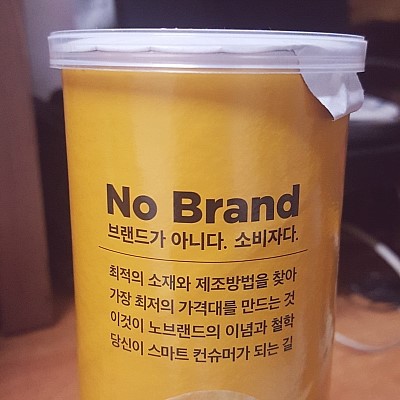 No Brand
브랜드가 아니다. 소비자다.
최적의 소재와 제조방법을 찾아
가장 최저의 가격대를 만드는 것
이것이 노브랜드의 이념과 철학
당신이 스마트 컨슈머가 되는 길